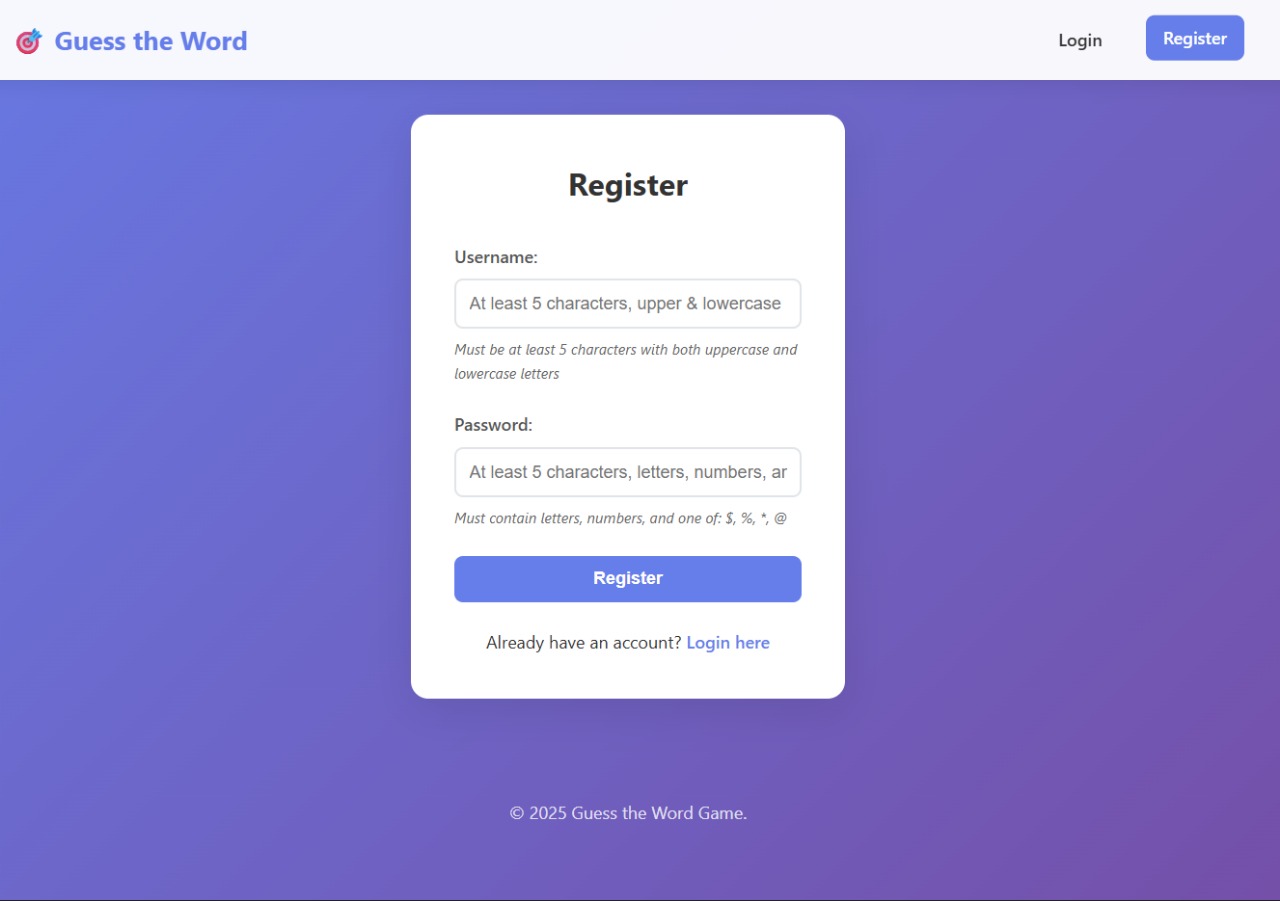 Guess the Word
Login
Register
Register
Username:
At least 5 characters, upper & lowercase
Must be at least 5 characters with both uppercase and
lowercase letters
Password:
At least 5 characters, letters, numbers, ar
Must contain letters, numbers, and one of: $, %, *, @
Register
Already have an account? Login here
© 2025 Guess the Word Game.